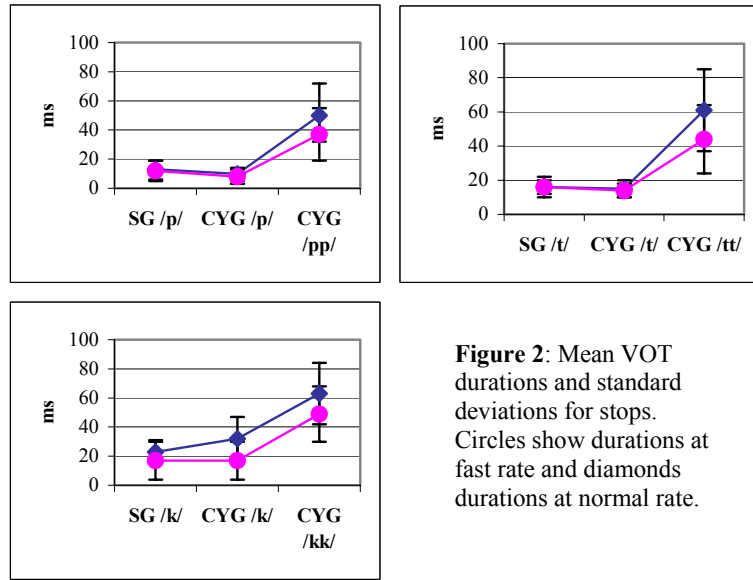 100
80
60
40
20
0
ms
SG /p/ CYG /p/ CYG
/pp/
100
80
60
40
20
0
ms
SG /t/ CYG /t/ CYG /tt/
100
80
60
40
20
0
ms
SG /k/ CYG /k/ CYG
/kk/
Figure 2: Mean VOT
durations and standard
deviations for stops.
Circles show durations at
fast rate and diamonds
durations at normal rate.